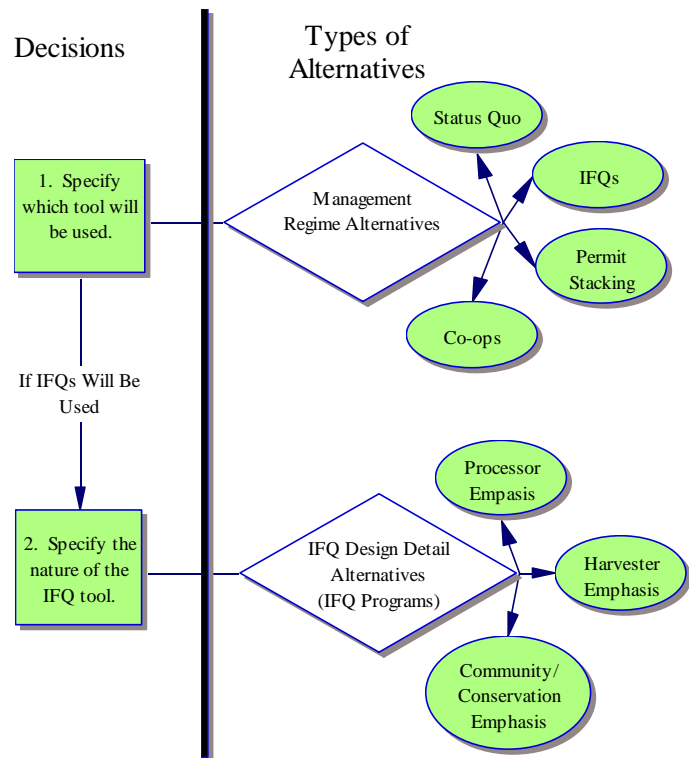 Decisions
Types of
Alternatives
1. Specify
which tool will
be used.
Management
Regime Alternatives
Status Quo
IFQs
Permit
Stacking
Co-ops
If IFQs Will Be
Used
2. Specify the
nature of the
IFQ tool.
IFQ Design Detail
Alternatives
(IFQ Programs)
Processor
Empasis
Harvester
Emphasis
Community/
Conservation
Emphasis